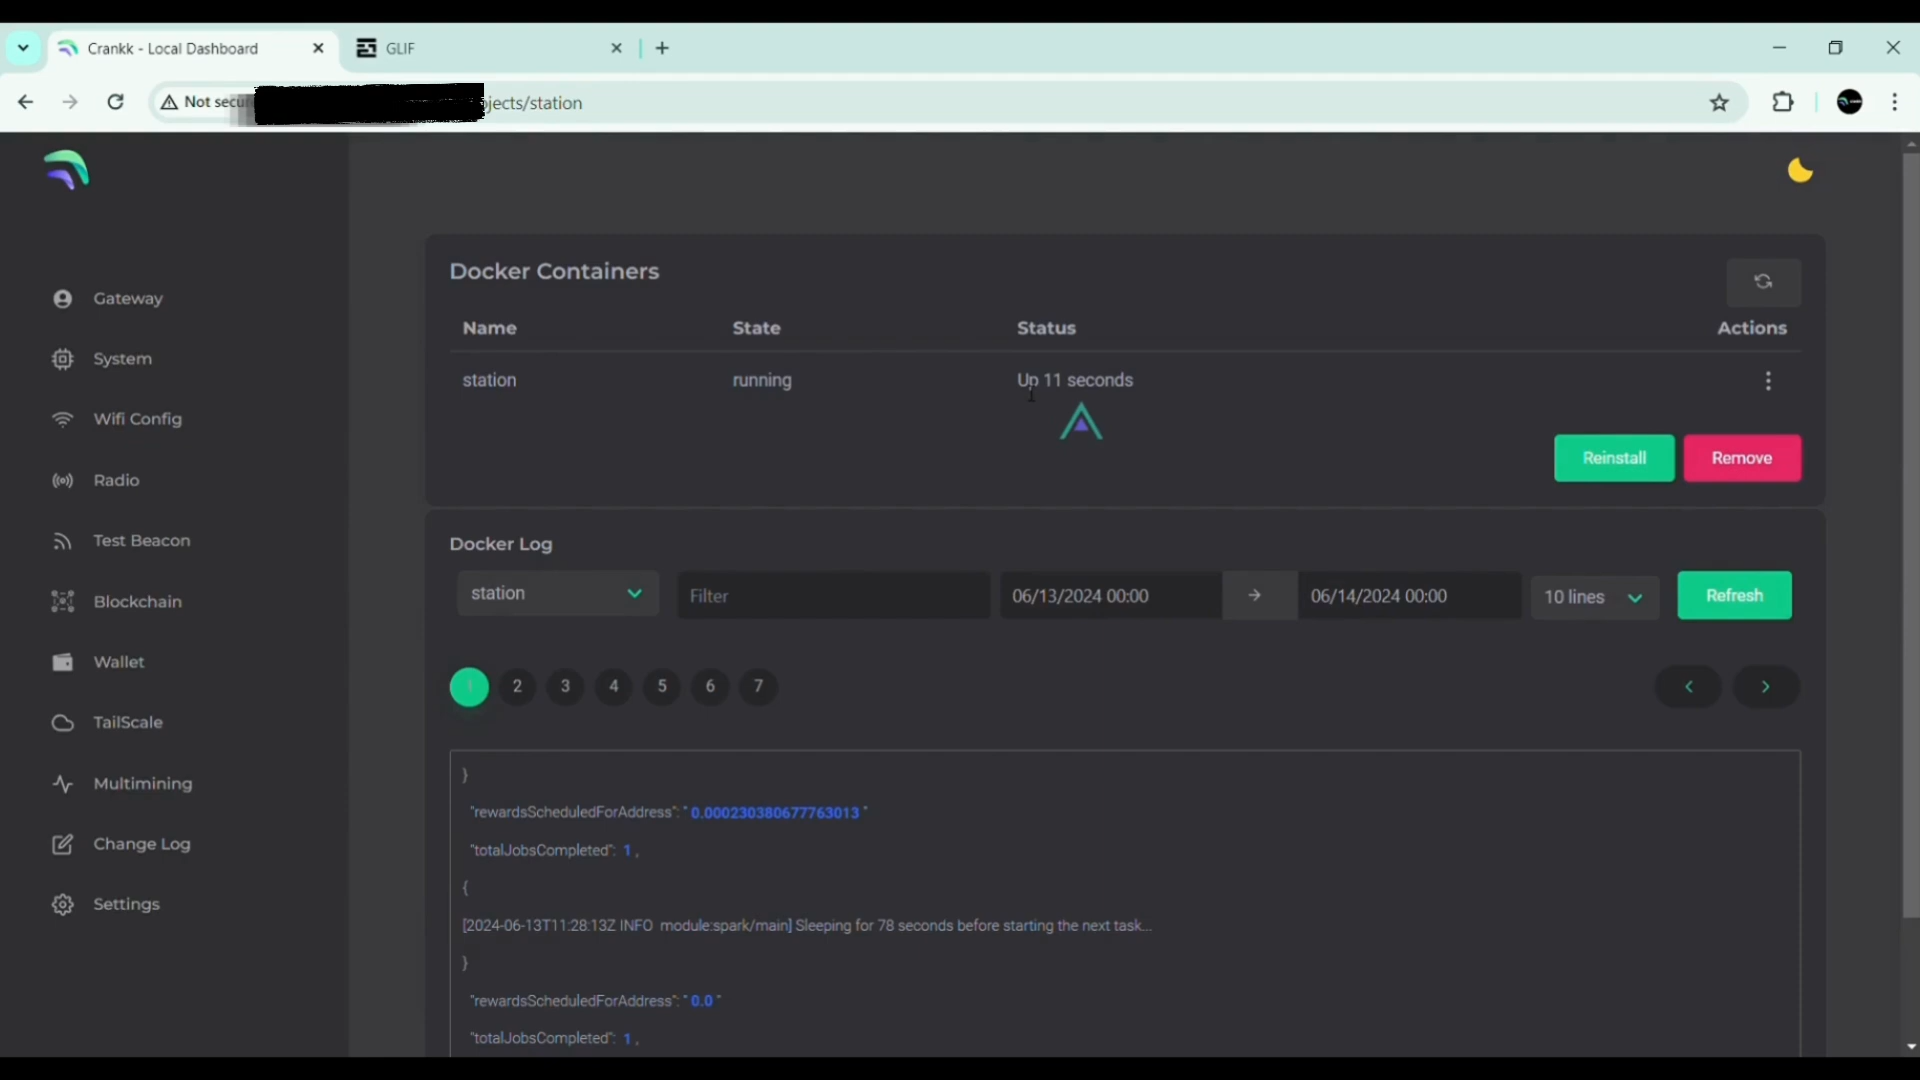 Crankk - Local Dashboard
GLIF
Not secur
jects/station
Docker Containers
Name State Status Actions
station running Up 11 seconds
Reinstall Remove
Gateway
System
Wifi Config
Radio
Test Beacon
Blockchain
Wallet
TailScale
Multimining
Change Log
Settings
Docker Log
station Filter 06/13/2024 00:00 → 06/14/2024 00:00 10 lines Refresh
1 2 3 4 5 6 7
}
"rewardsScheduledForAddress": " 0.000230380677763013 "
"totalJobsCompleted": 1 ,
{
[2024-06-13T11:28:13Z INFO module:spark/main] Sleeping for 78 seconds before starting the next task...
}
"rewardsScheduledForAddress": " 0.0 "
"totalJobsCompleted": 1 ,